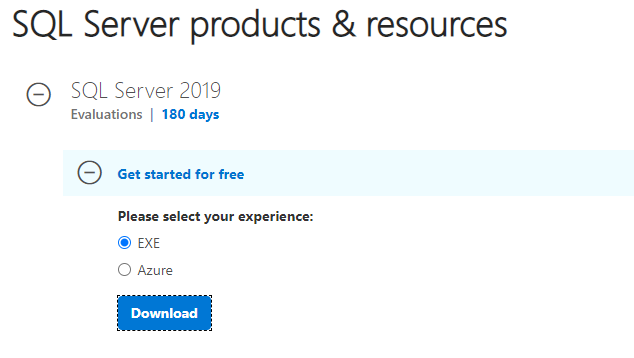 SQL Server products & resources
SQL Server 2019
Evaluations | 180 days
Get started for free
Please select your experience:
EXE
Azure
Download